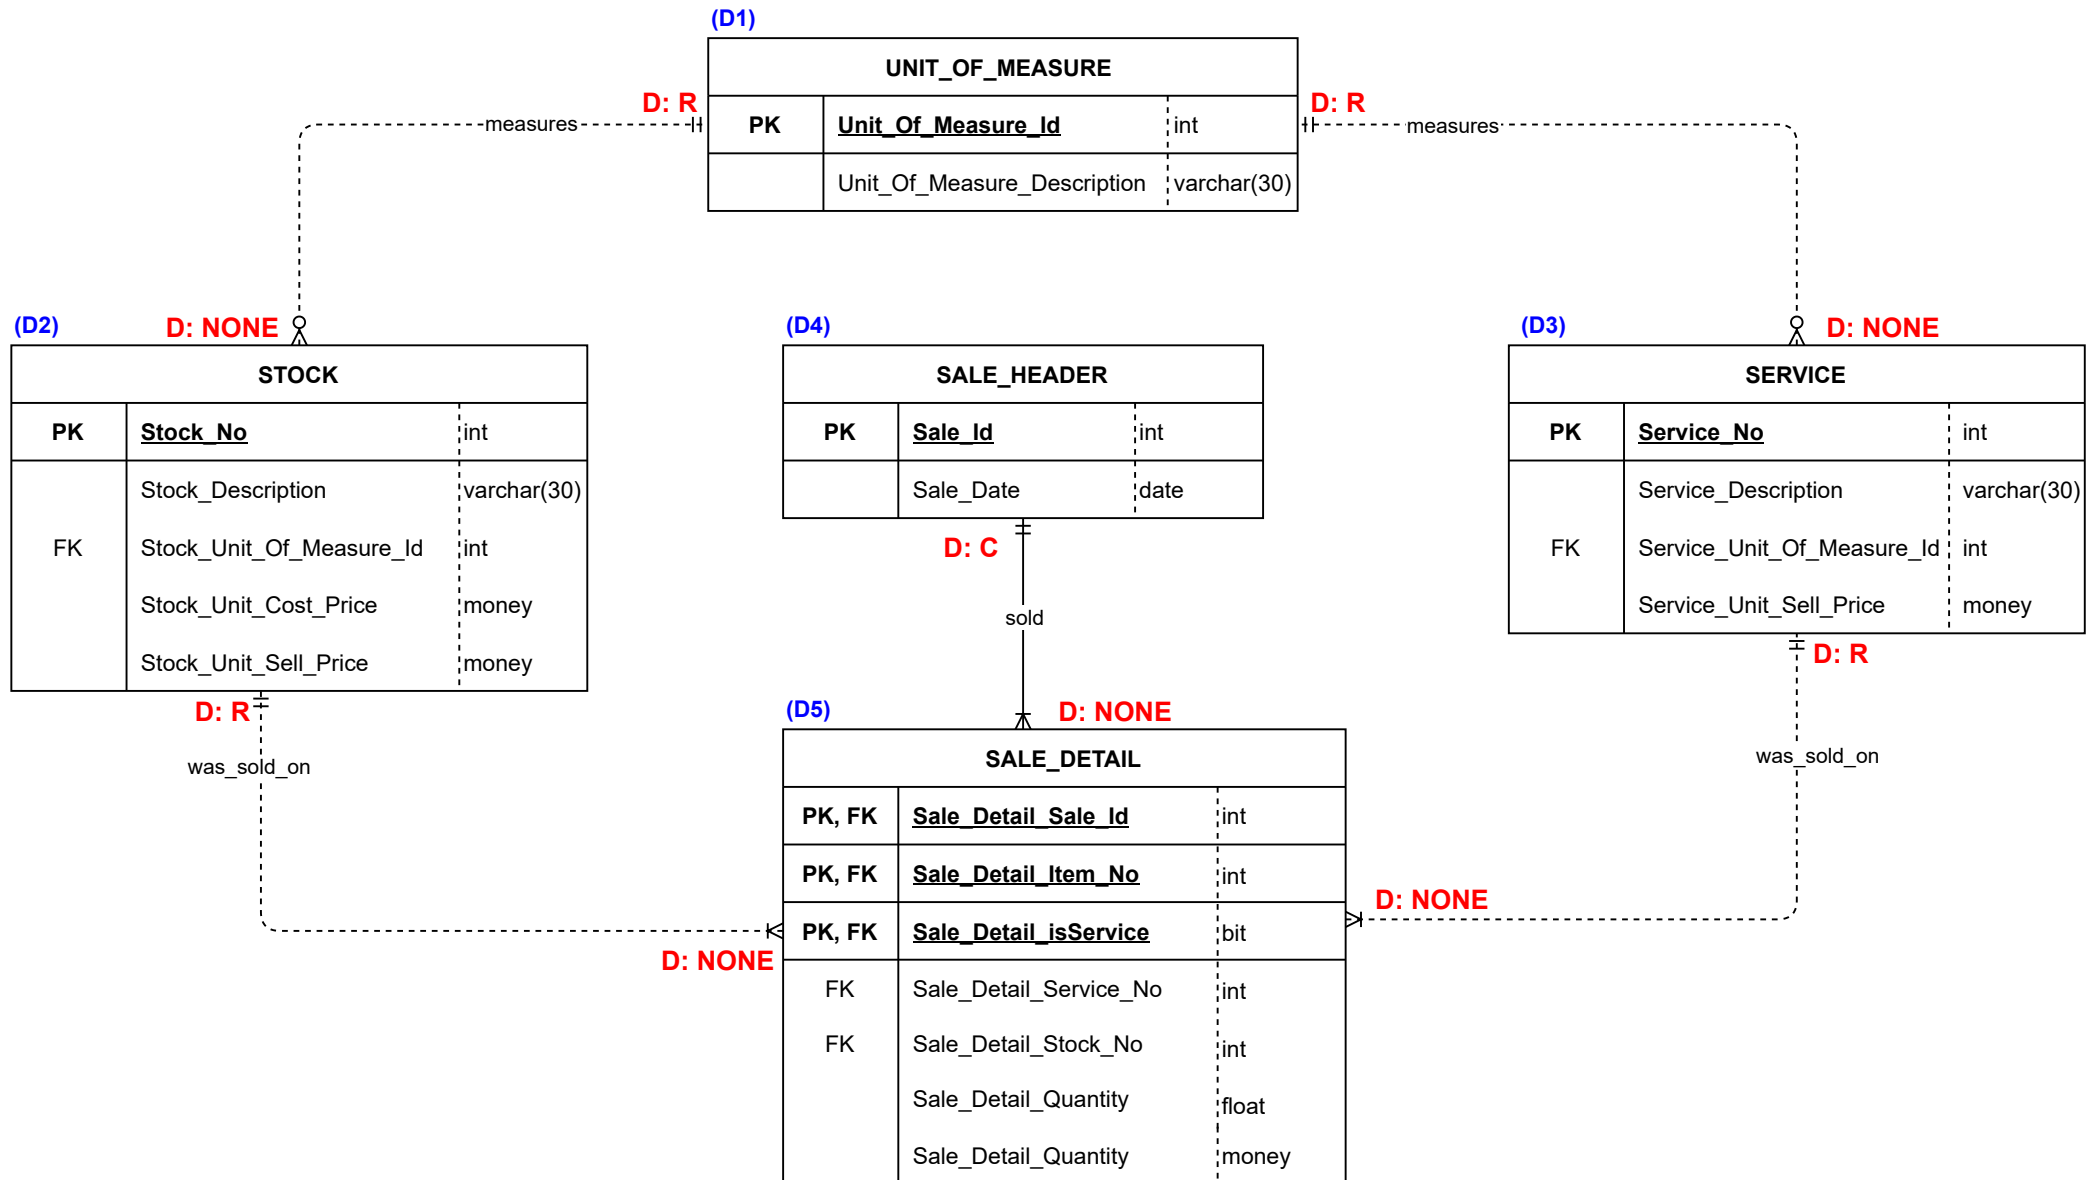 (D1)
UNIT_OF_MEASURE
D: R
D: R
measures
PK Unit_Of_Measure_Id int
measures
Unit_Of_Measure_Description varchar(30)
(D2)
D: NONE
STOCK
PK Stock_No int
Stock_Description varchar(30)
FK Stock_Unit_Of_Measure_Id int
Stock_Unit_Cost_Price money
Stock_Unit_Sell_Price money
D: R
was_sold_on
D: NONE
(D4)
SALE_HEADER
PK Sale_Id int
Sale_Date date
D: C
sold
D: NONE
(D3)
D: NONE
SERVICE
PK Service_No int
Service_Description varchar(30)
FK Service_Unit_Of_Measure_Id int
Service_Unit_Sell_Price money
D: R
was_sold_on
D: NONE
(D5)
SALE_DETAIL
PK, FK Sale_Detail_Sale_Id int
PK, FK Sale_Detail_Item_No int
PK, FK Sale_Detail_isService bit
FK Sale_Detail_Service_No int
FK Sale_Detail_Stock_No int
Sale_Detail_Quantity float
Sale_Detail_Quantity money